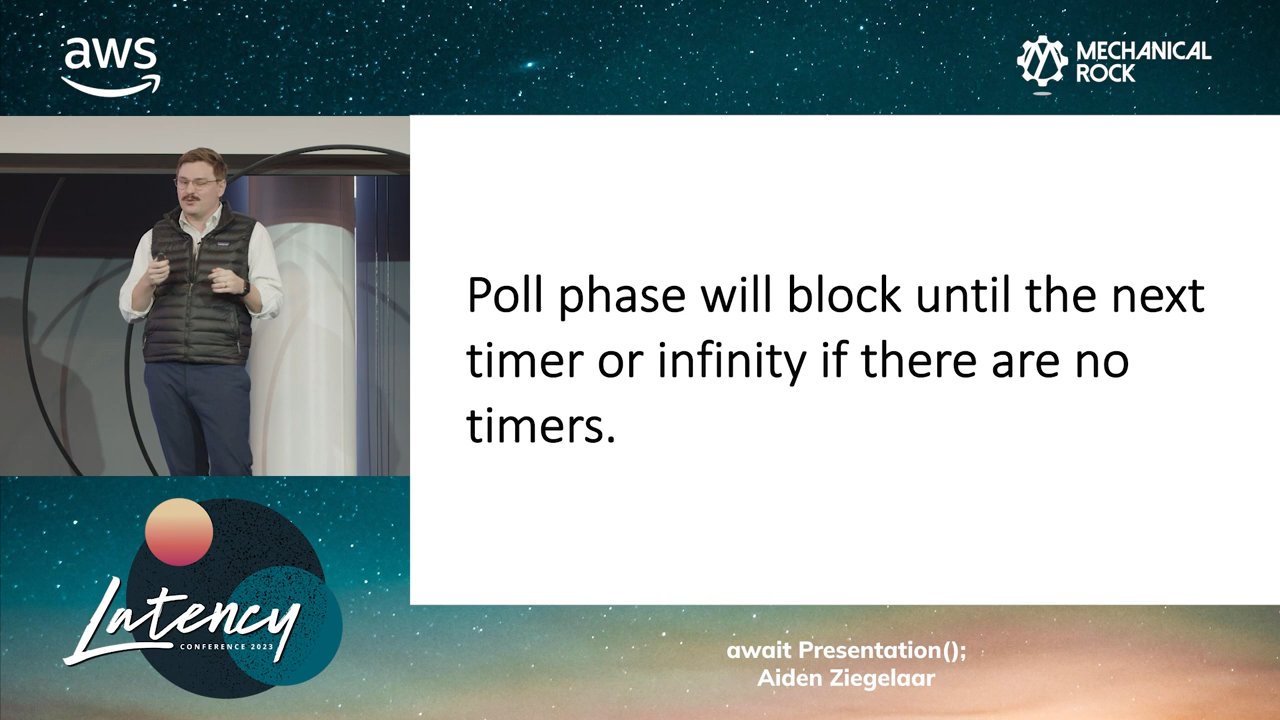 aws
MECHANICAL
ROCK
Poll phase will block until the next
timer or infinity if there are no
timers.
Latency
CONFERENCE 2023
await Presentation();
Aiden Ziegelaar